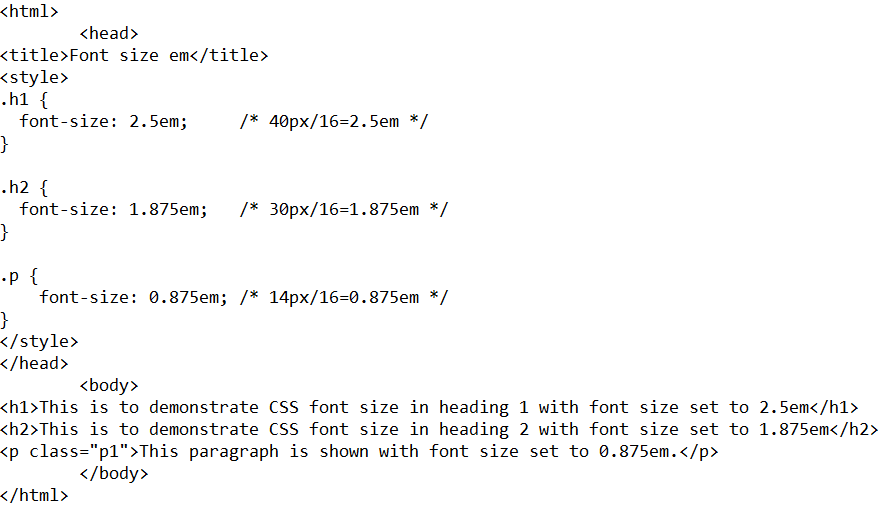 <html>
<head>
<title>Font size em</title>
<style>
.h1 {
font-size: 2.5em; /* 40px/16=2.5em */
}
.h2 {
font-size: 1.875em; /* 30px/16=1.875em */
}
.p {
font-size: 0.875em; /* 14px/16=0.875em */
}
</style>
</head>
<body>
<h1>This is to demonstrate CSS font size in heading 1 with font size set to 2.5em</h1>
<h2>This is to demonstrate CSS font size in heading 2 with font size set to 1.875em</h2>
<p class="p1">This paragraph is shown with font size set to 0.875em.</p>
</body>
</html>